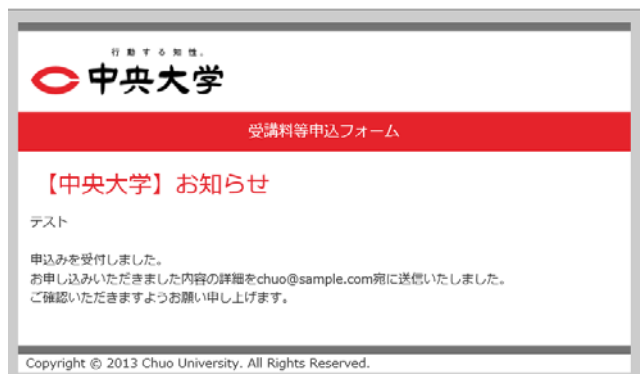 行動する知性。
中央大学
受講料等申込フォーム
【中央大学】お知らせ
テスト
申込みを受付しました。
お申し込みいただきました内容の詳細をchuo@sample.com宛に送信いたしました。
ご確認いただきますようお願い申し上げます。
Copyright © 2013 Chuo University. All Rights Reserved.